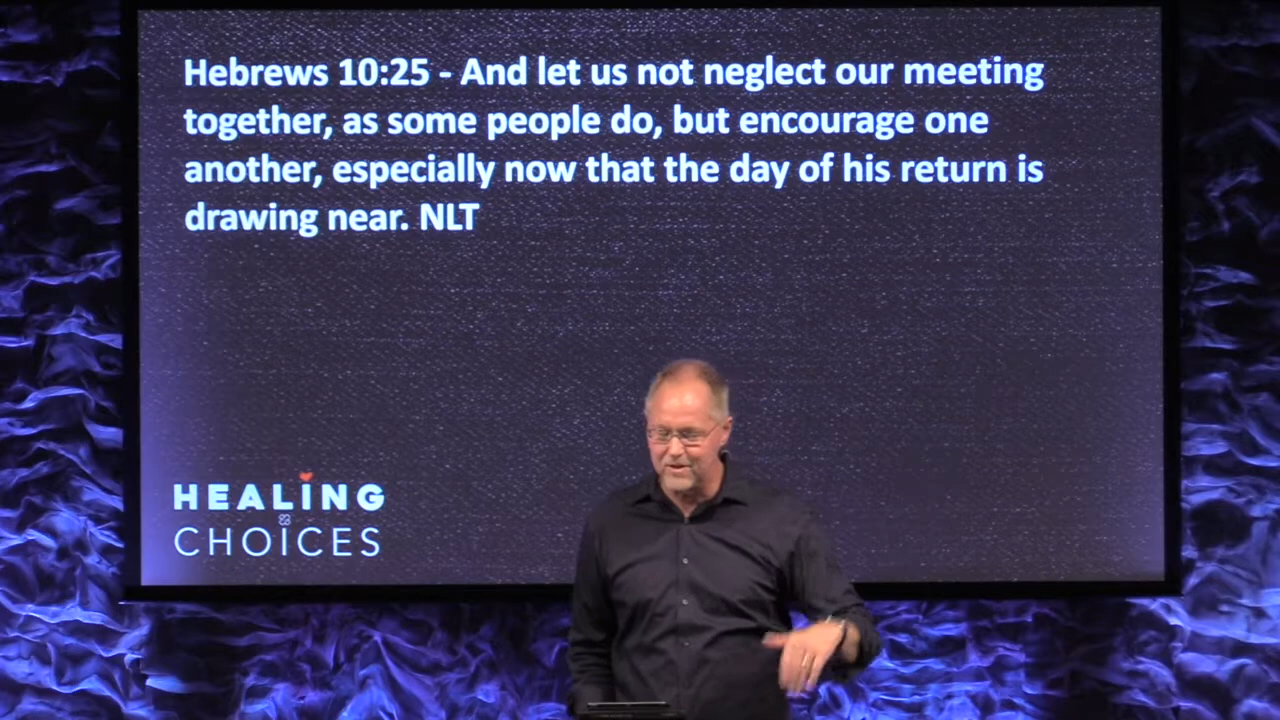 Hebrews 10:25 - And let us not neglect our meeting
together, as some people do, but encourage one
another, especially now that the day of his return is
drawing near. NLT
HEALING
CHOICES